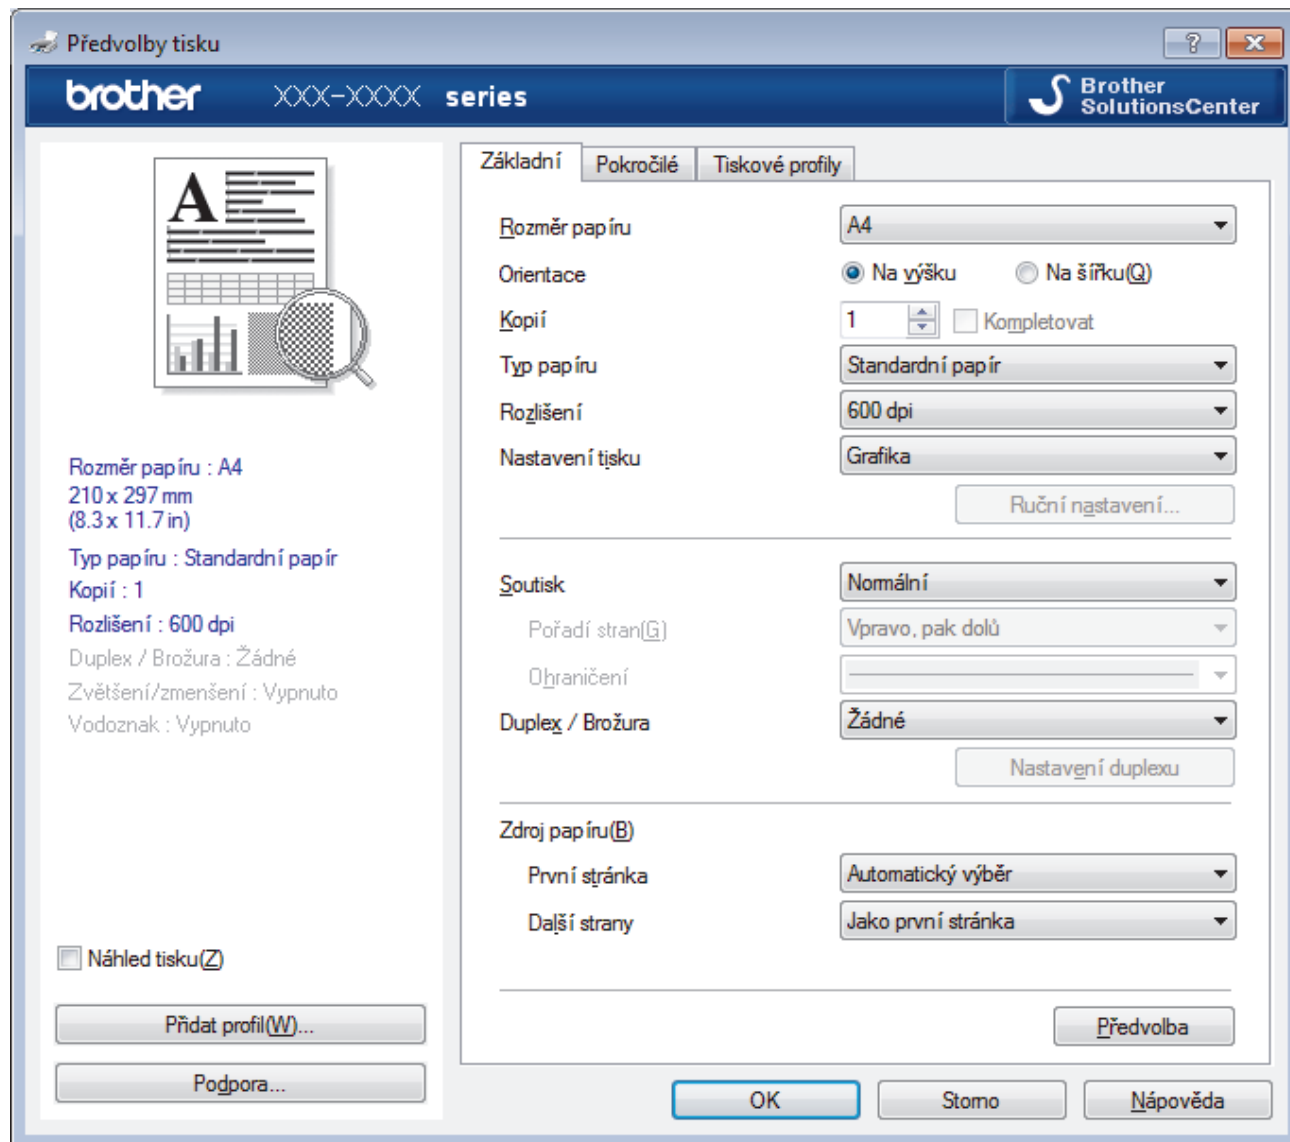 Předvolby tisku
brother XXX-XXXX series
Brother
SolutionsCenter
A
Rozměr papíru : A4
210 x 297 mm
(8.3 x 11.7 in)
Typ papíru : Standardní papír
Kopií : 1
Rozlišení : 600 dpi
Duplex / Brožura : Žádné
Zvětšení/zmenšení : Vypnuto
Vodoznak : Vypnuto
Náhled tisku(Z)
Přidat profil(W)...
Podpora...
Základní Pokročilé Tiskové profily
Rozměr papíru A4
Orientace Na výšku Na šířku(Q)
Kopií 1 Kompletovat
Typ papíru Standardní papír
Rozlišení 600 dpi
Nastavení tisku Grafika
Ruční nastavení...
Soutisk Normální
Pořadí stran(G) Vpravo, pak dolů
Ohraničení
Duplex / Brožura Žádné
Nastavení duplexu
Zdroj papíru(B)
První stránka Automatický výběr
Další strany Jako první stránka
Předvolba
OK Storno Nápověda